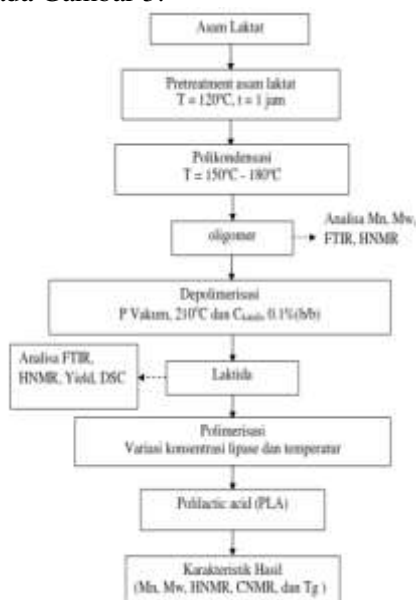 Asam Laktat
Pretreatment asam laktat
T = 120°C, t = 1 jam
Polikondensasi
T = 150°C - 180°C
oligomer
Analisa Mn, Mw,
FTIR, HNMR
Depolimerisasi
P Vakum, 210°C dan C 0.1%(b/b)
Analisa FTIR,
HNMR, Yield, DSC
Laktida
Polimerisasi
Variasi konsentrasi lipase dan temperatur
Polilactic acid (PLA)
Karakteristik Hasil
(Mn, Mw, HNMR, CNMR, dan Tg )